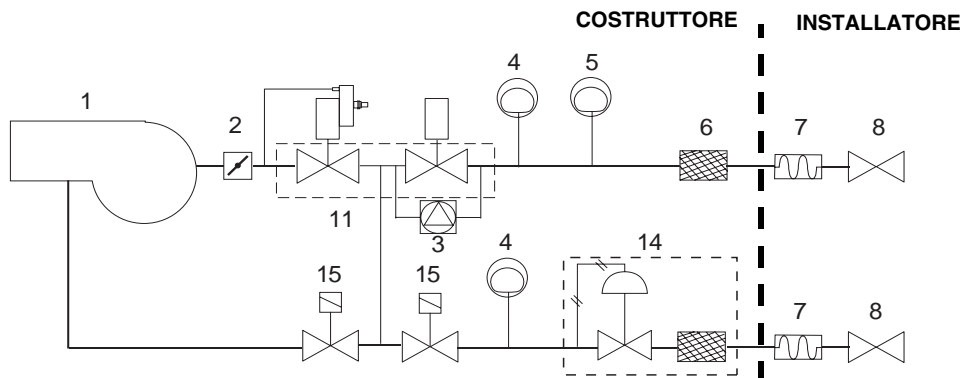 COSTRUTTORE INSTALLATORE
1 2 4 5 6 7 8
11 3 4 14
15 15 7 8